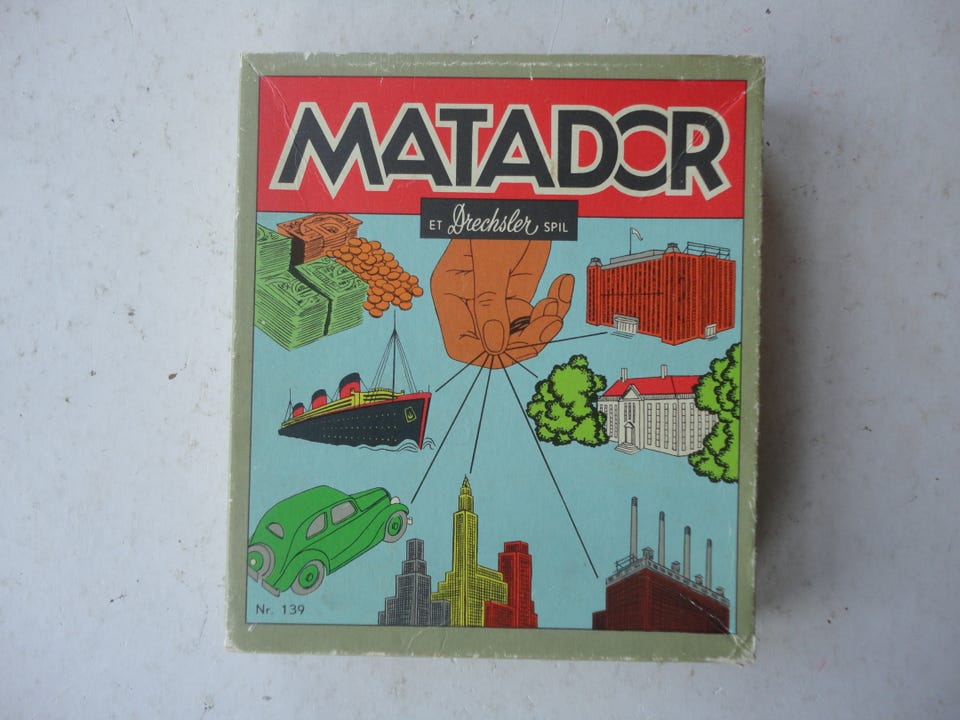 MATADOR
ET Drechsler SPIL
Nr. 139